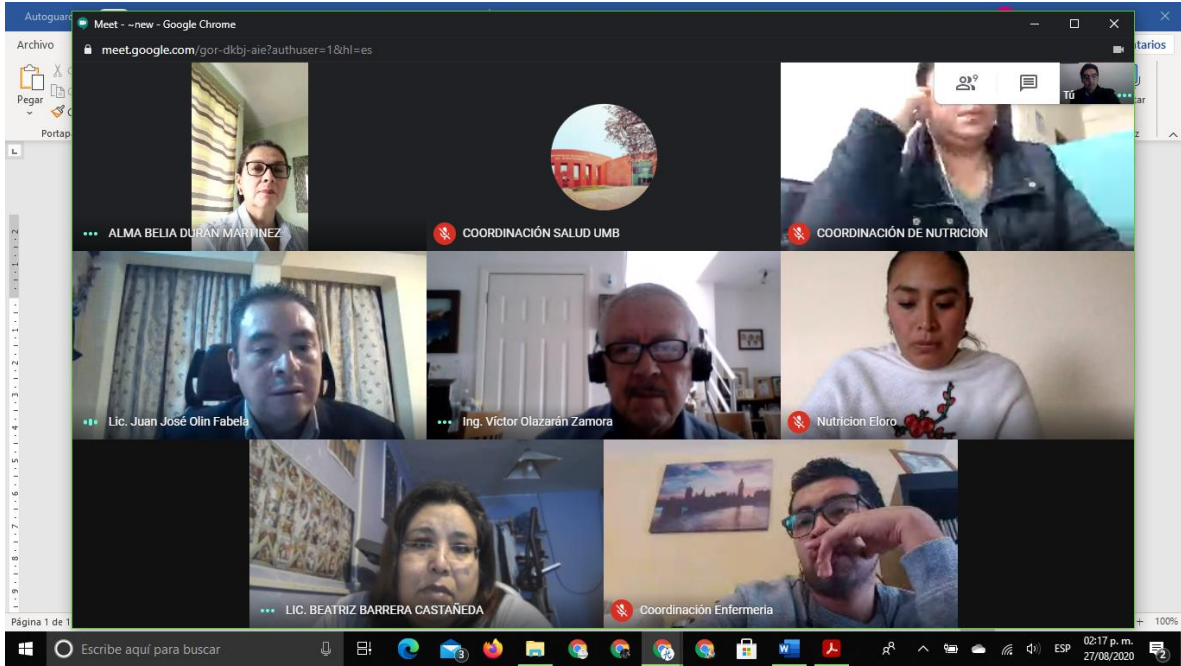 Autoguar
Meet - ~new - Google Chrome
Archivo
meet.google.com/gor-dkbj-aie?authuser=1&hl=es
tarios
Pegar
Portap
9
Tú
ALMA BELIA DURÁN MARTÍNEZ
COORDINACIÓN SALUD UMB
COORDINACIÓN DE NUTRICION
Lic. Juan José Olin Fabela
Ing. Víctor Olazarán Zamora
Nutricion Eloro
LIC. BEATRIZ BARRERA CASTAÑEDA
Coordinación Enfermeria
Página 1 de 1
100%
Escribe aquí para buscar
ESP
02:17 p. m.
27/08/2020